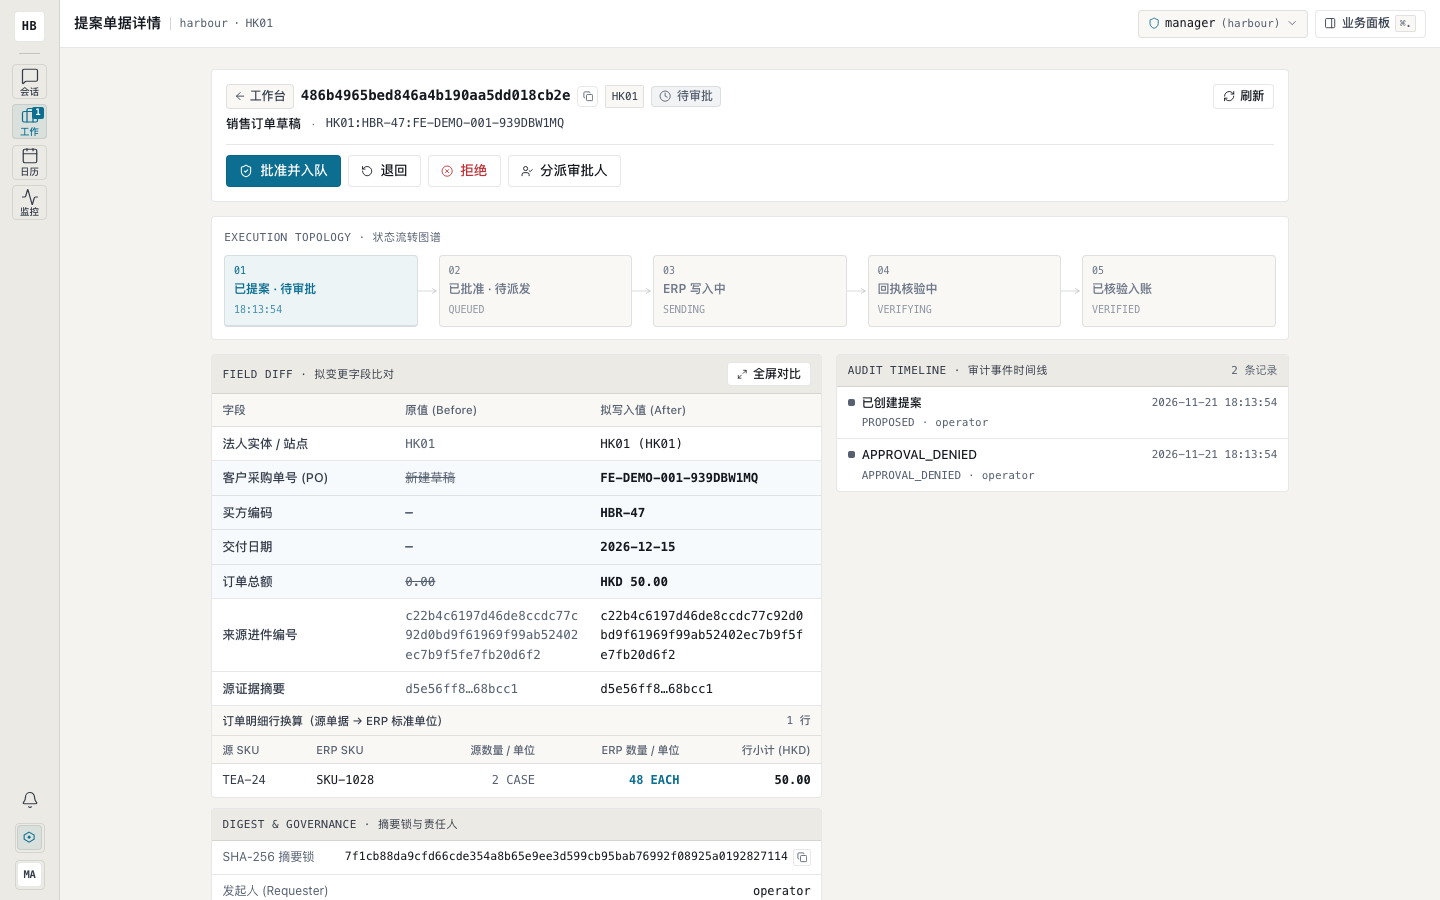 HB
提案单据详情
harbour · HK01
manager (harbour)
业务面板 ⌘.
会话
1
工作
日历
监控
MA
工作台
486b4965bed846a4b190aa5dd018cb2e
HK01
待审批
刷新
销售订单草稿 · HK01:HBR-47:FE-DEMO-001-939DBW1MQ
批准并入队
退回
拒绝
分派审批人
EXECUTION TOPOLOGY · 状态流转图谱
01
已提案 · 待审批
18:13:54
02
已批准 · 待派发
QUEUED
03
ERP 写入中
SENDING
04
回执核验中
VERIFYING
05
已核验入账
VERIFIED
FIELD DIFF · 拟变更字段比对
全屏对比
字段 原值 (Before) 拟写入值 (After)
法人实体 / 站点 HK01 HK01 (HK01)
客户采购单号 (PO) 新建草稿 FE-DEMO-001-939DBW1MQ
买方编码 — HBR-47
交付日期 — 2026-12-15
订单总额 0.00 HKD 50.00
来源进件编号
c22b4c6197d46de8ccdc77c
92d0bd9f61969f99ab52402
ec7b9f5fe7fb20d6f2
c22b4c6197d46de8ccdc77c92d0
bd9f61969f99ab52402ec7b9f5f
e7fb20d6f2
源证据摘要 d5e56ff8…68bcc1 d5e56ff8…68bcc1
订单明细行换算（源单据 → ERP 标准单位） 1 行
源 SKU ERP SKU 源数量 / 单位 ERP 数量 / 单位 行小计 (HKD)
TEA-24 SKU-1028 2 CASE 48 EACH 50.00
DIGEST & GOVERNANCE · 摘要锁与责任人
SHA-256 摘要锁 7f1cb88da9cfd66cde354a8b65e9ee3d599cb95bab76992f08925a0192827114
发起人 (Requester) operator
AUDIT TIMELINE · 审计事件时间线 2 条记录
已创建提案 2026-11-21 18:13:54
PROPOSED · operator
APPROVAL_DENIED 2026-11-21 18:13:54
APPROVAL_DENIED · operator